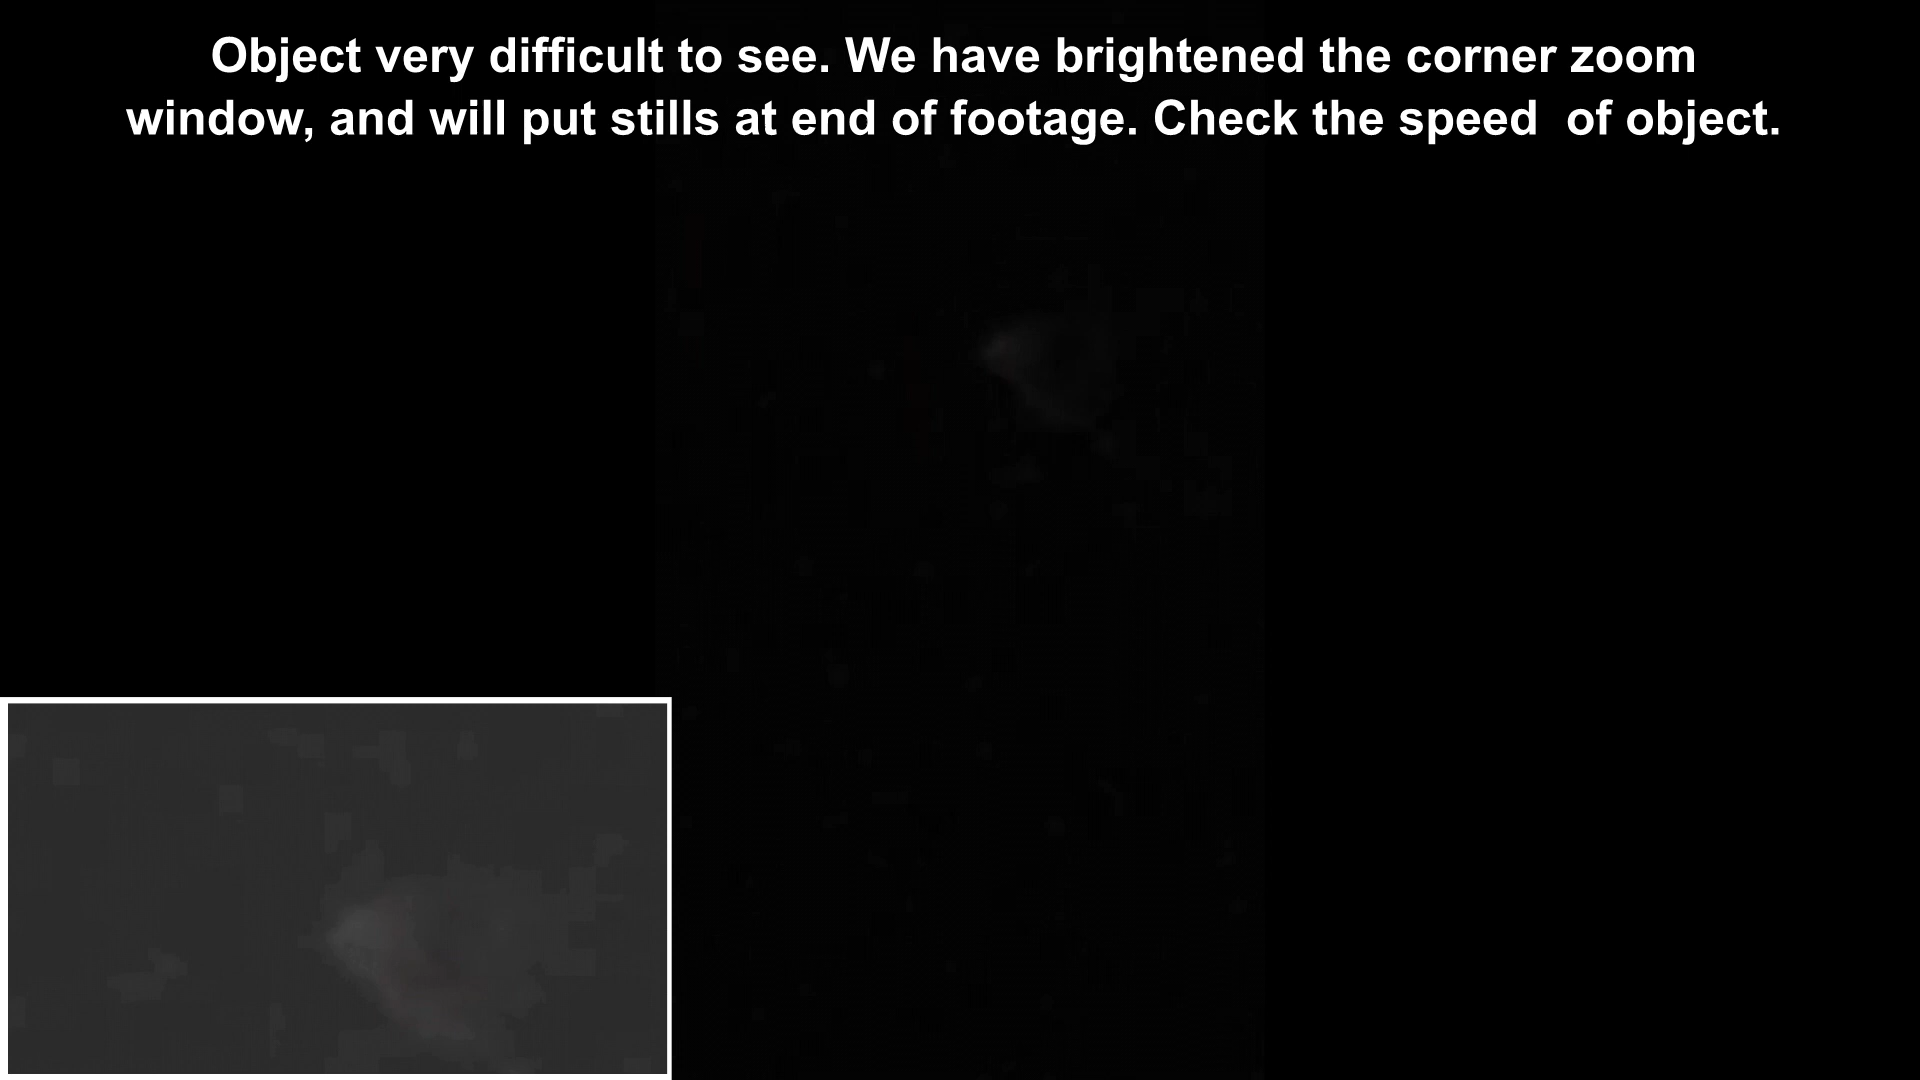 Object very difficult to see. We have brightened the corner zoom
window, and will put stills at end of footage. Check the speed  of object.